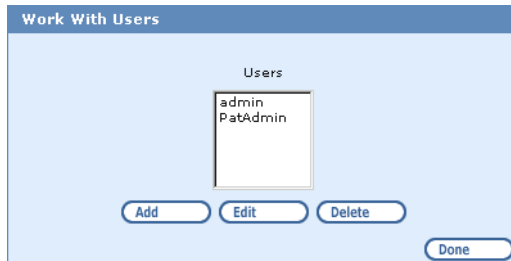 Work With Users
Users
admin
PatAdmin
Add Edit Delete
Done